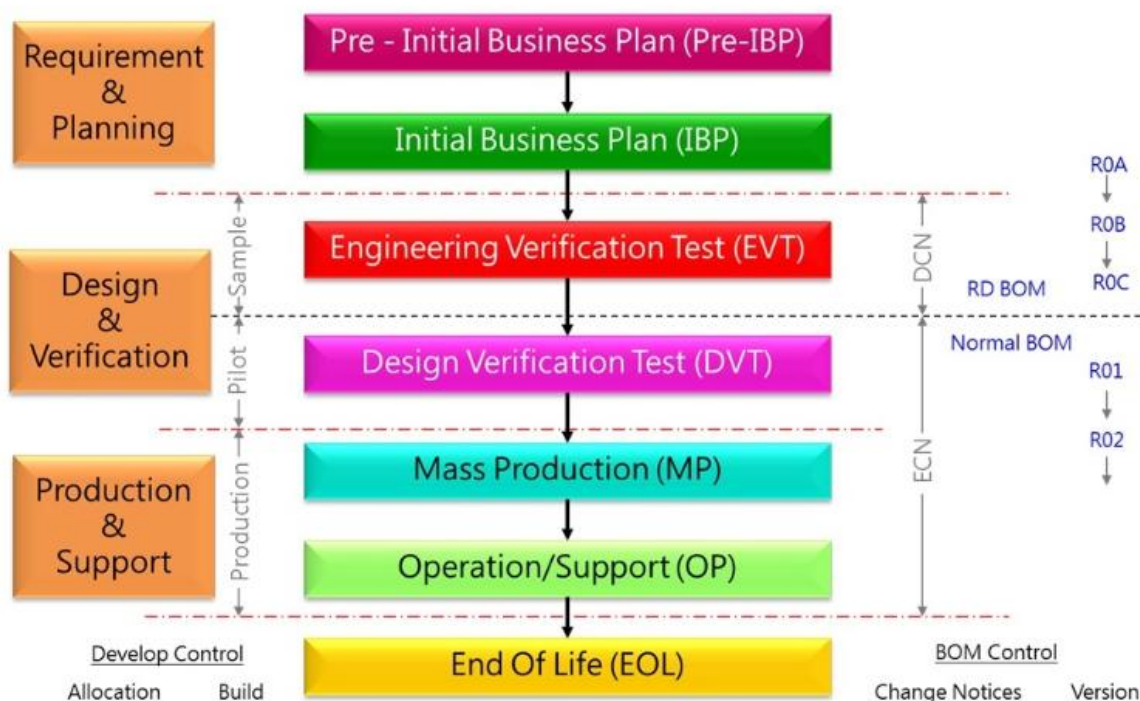 Requirement
&
Planning
Pre - Initial Business Plan (Pre-IBP)
Initial Business Plan (IBP)
R0A
Design
&
Verification
Sample
Engineering Verification Test (EVT)
DCN
R0B
R0C
RD BOM
Normal BOM
Pilot
Design Verification Test (DVT)
R01
R02
Production
&
Support
Production
Mass Production (MP)
ECN
Operation/Support (OP)
End Of Life (EOL)
Develop Control
Allocation Build
BOM Control
Change Notices Version